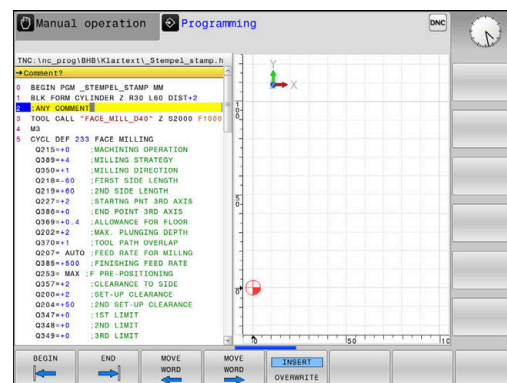 Manual operation
Programming
DNC
TNC:\nc_prog\BHB\Klartext\_Stempel_stamp.h
→Comment?
0 BEGIN PGM _STEMPEL_STAMP MM
1 BLK FORM CYLINDER Z R30 L60 DIST+2
2 ;ANY COMMENT
3 TOOL CALL "FACE_MILL_D40" Z S2000 F1000
4 M3
5 CYCL DEF 233 FACE MILLING
Q215=+0 ;MACHINING OPERATION
Q389=+4 ;MILLING STRATEGY
Q350=+1 ;MILLING DIRECTION
Q218=-60 ;FIRST SIDE LENGTH
Q219=+60 ;2ND SIDE LENGTH
Q227=+2 ;STARTNG PNT 3RD AXIS
Q386=+0 ;END POINT 3RD AXIS
Q369=+0.4 ;ALLOWANCE FOR FLOOR
Q202=+2 ;MAX. PLUNGING DEPTH
Q370=+1 ;TOOL PATH OVERLAP
Q207= AUTO ;FEED RATE FOR MILLNG
Q385=+500 ;FINISHING FEED RATE
Q253= MAX ;F PRE-POSITIONING
Q357=+2 ;CLEARANCE TO SIDE
Q200=+2 ;SET-UP CLEARANCE
Q204=+50 ;2ND SET-UP CLEARANCE
Q347=+0 ;1ST LIMIT
Q348=+0 ;2ND LIMIT
Q349=+0 ;3RD LIMIT
Y
X
0
50
BEGIN
END
MOVE WORD
MOVE WORD
INSERT
OVERWRITE